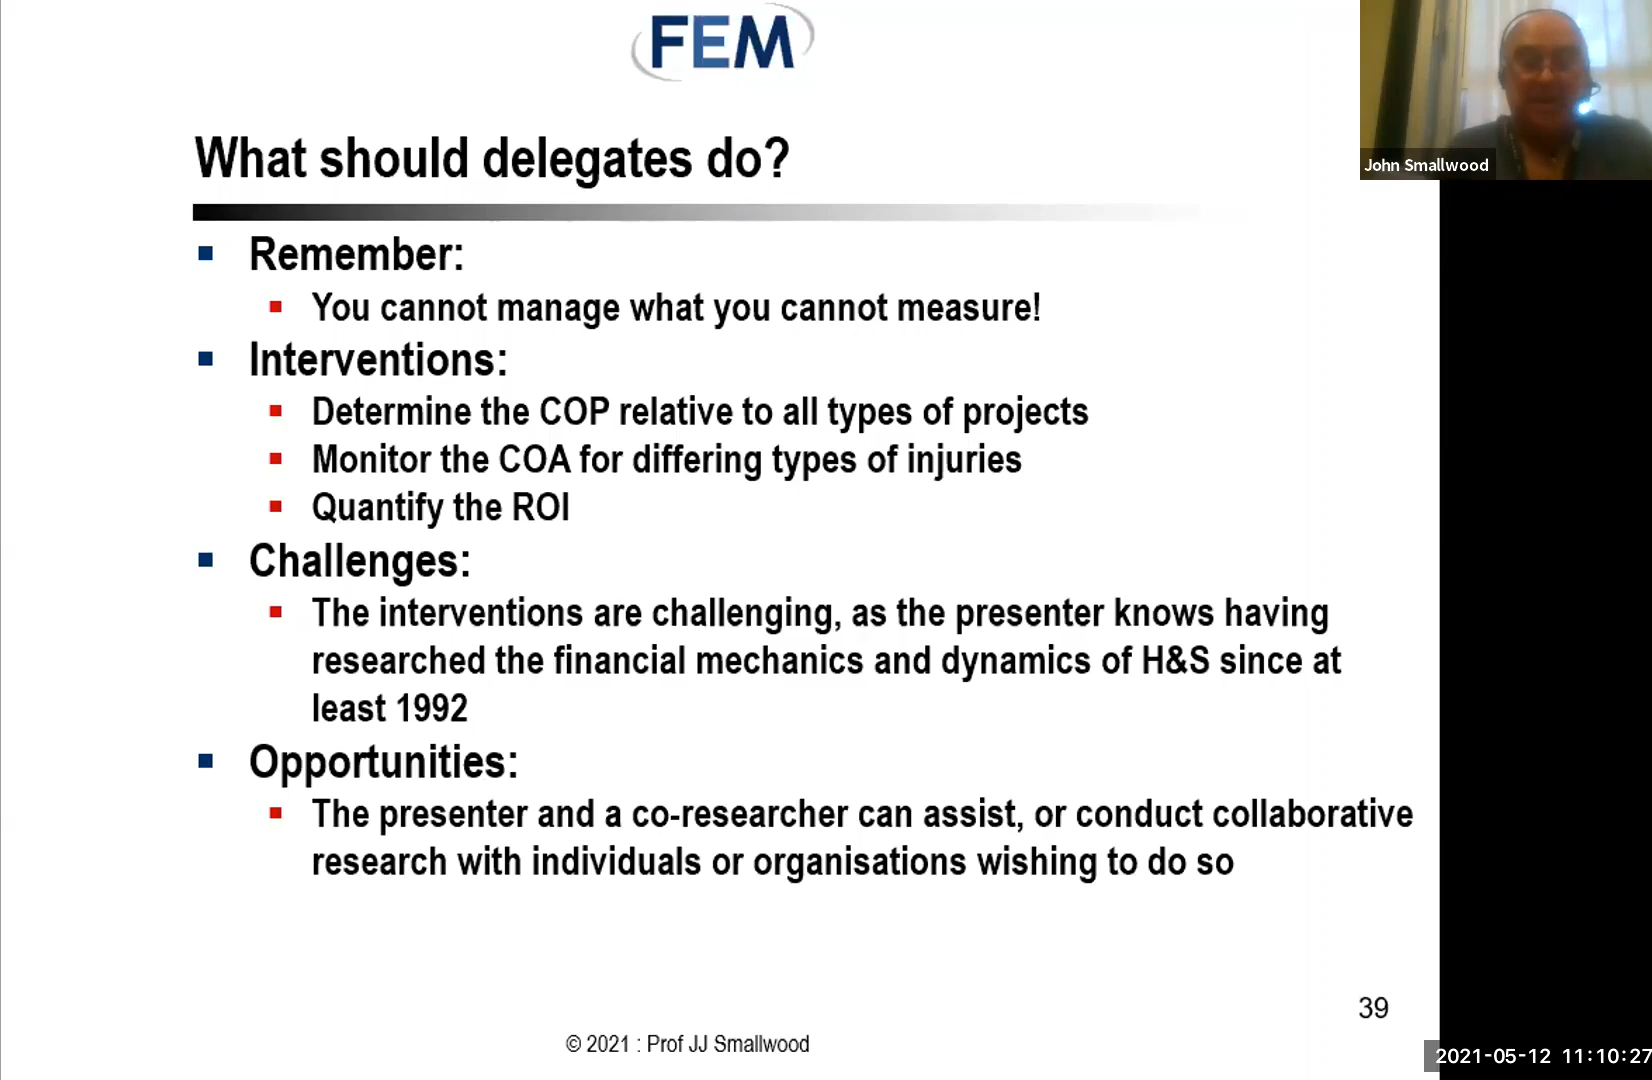 FEM
John Smallwood
What should delegates do?
Remember:
You cannot manage what you cannot measure!
Interventions:
Determine the COP relative to all types of projects
Monitor the COA for differing types of injuries
Quantify the ROI
Challenges:
The interventions are challenging, as the presenter knows having
researched the financial mechanics and dynamics of H&S since at
least 1992
Opportunities:
The presenter and a co-researcher can assist, or conduct collaborative
research with individuals or organisations wishing to do so
39
© 2021 : Prof JJ Smallwood
2021-05-12 11:10:27